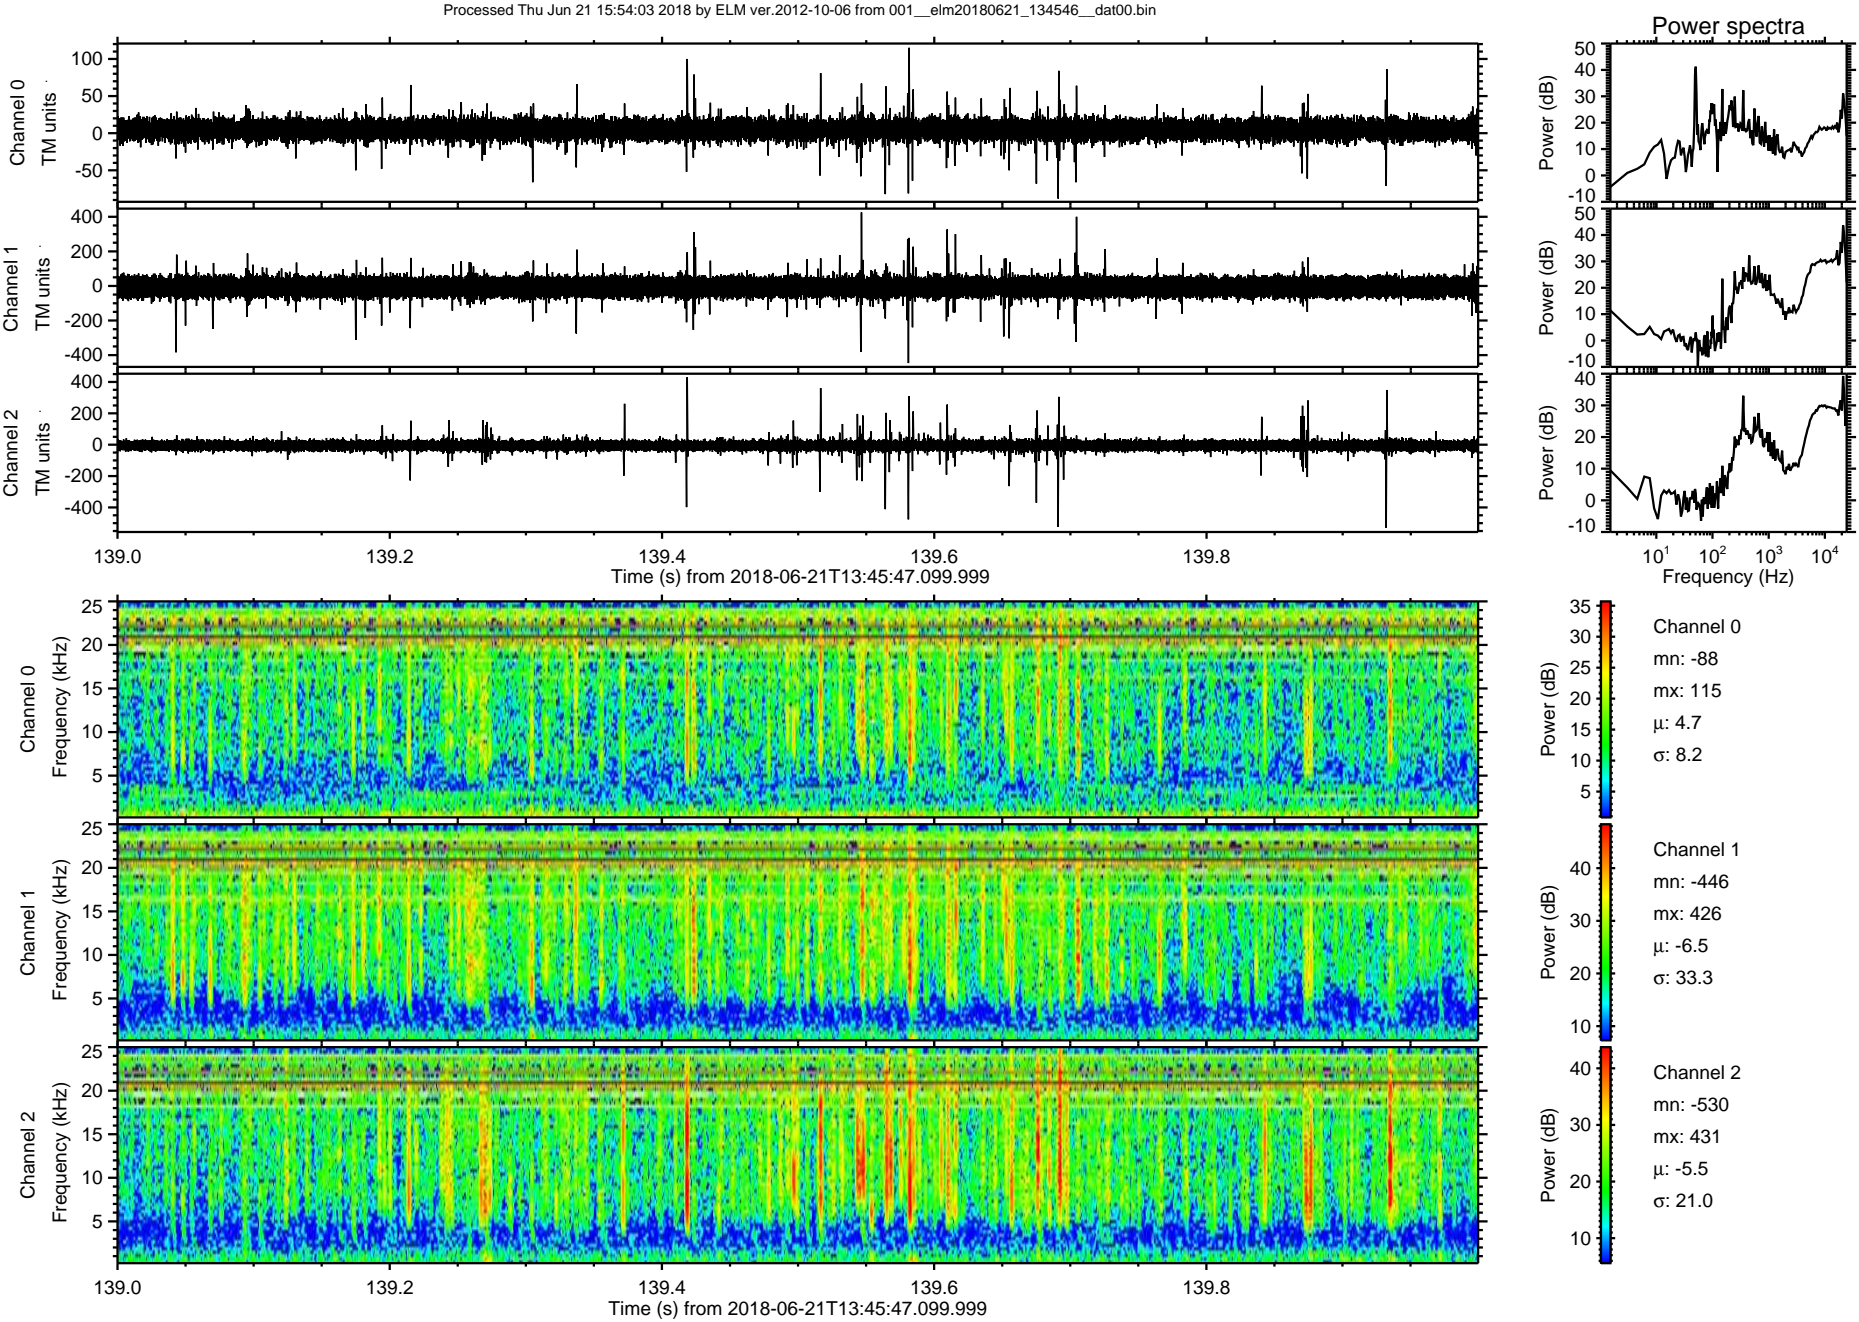 Processed Thu Jun 21 15:54:03 2018 by ELM ver.2012-10-06 from 001__elm20180621_134546__dat00.bin
Power spectra
Channel 0
TM units
100
50
0
-50
Power (dB)
50
40
30
20
10
0
-10
Channel 1
TM units
400
200
0
-200
-400
Power (dB)
50
40
30
20
10
0
-10
Channel 2
TM units
400
200
0
-200
-400
Power (dB)
40
30
20
10
0
-10
139.0 139.2 139.4 139.6 139.8
Time (s) from 2018-06-21T13:45:47.099.999
10^1 10^2 10^3 10^4
Frequency (Hz)
Channel 0
Frequency (kHz)
25
20
15
10
5
Power (dB)
35
30
25
20
15
10
5
Channel 0
mn: -88
mx: 115
μ: 4.7
σ: 8.2
Channel 1
Frequency (kHz)
25
20
15
10
5
Power (dB)
40
30
20
10
Channel 1
mn: -446
mx: 426
μ: -6.5
σ: 33.3
Channel 2
Frequency (kHz)
25
20
15
10
5
Power (dB)
40
30
20
10
Channel 2
mn: -530
mx: 431
μ: -5.5
σ: 21.0
139.0 139.2 139.4 139.6 139.8
Time (s) from 2018-06-21T13:45:47.099.999